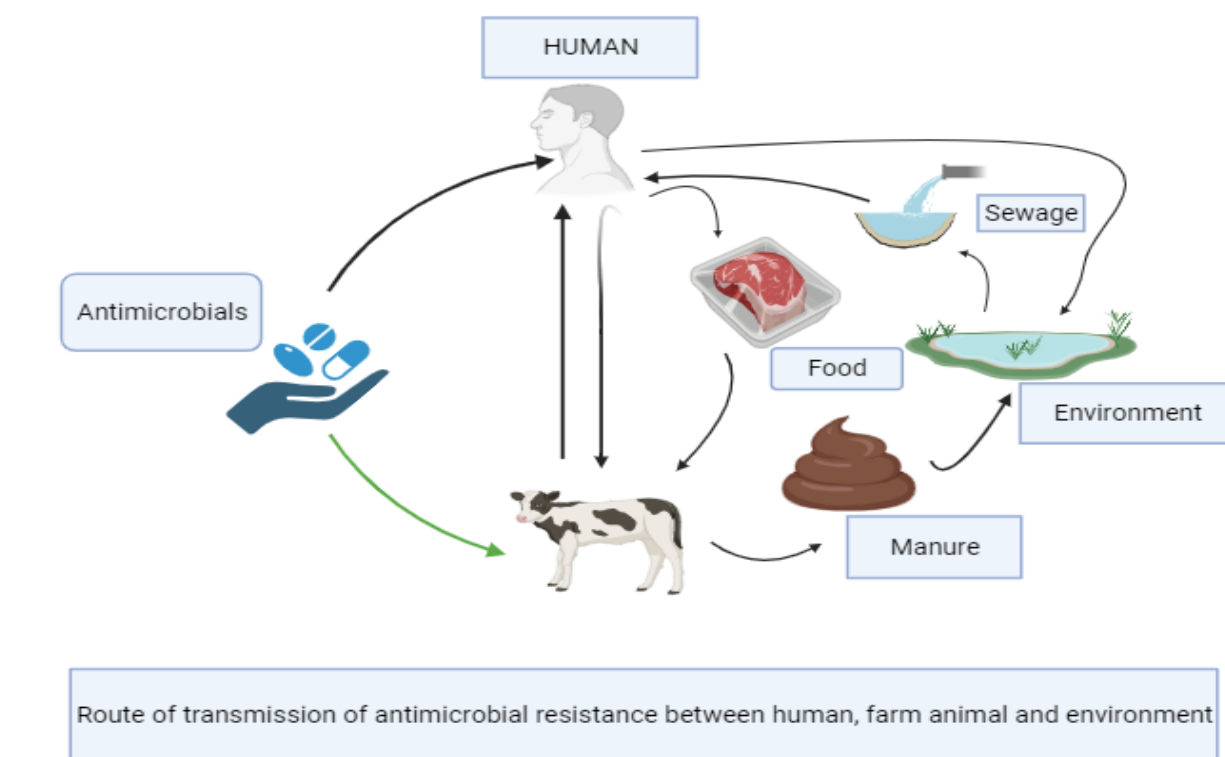 HUMAN
Sewage
Antimicrobials
Food
Environment
Manure
Route of transmission of antimicrobial resistance between human, farm animal and environment